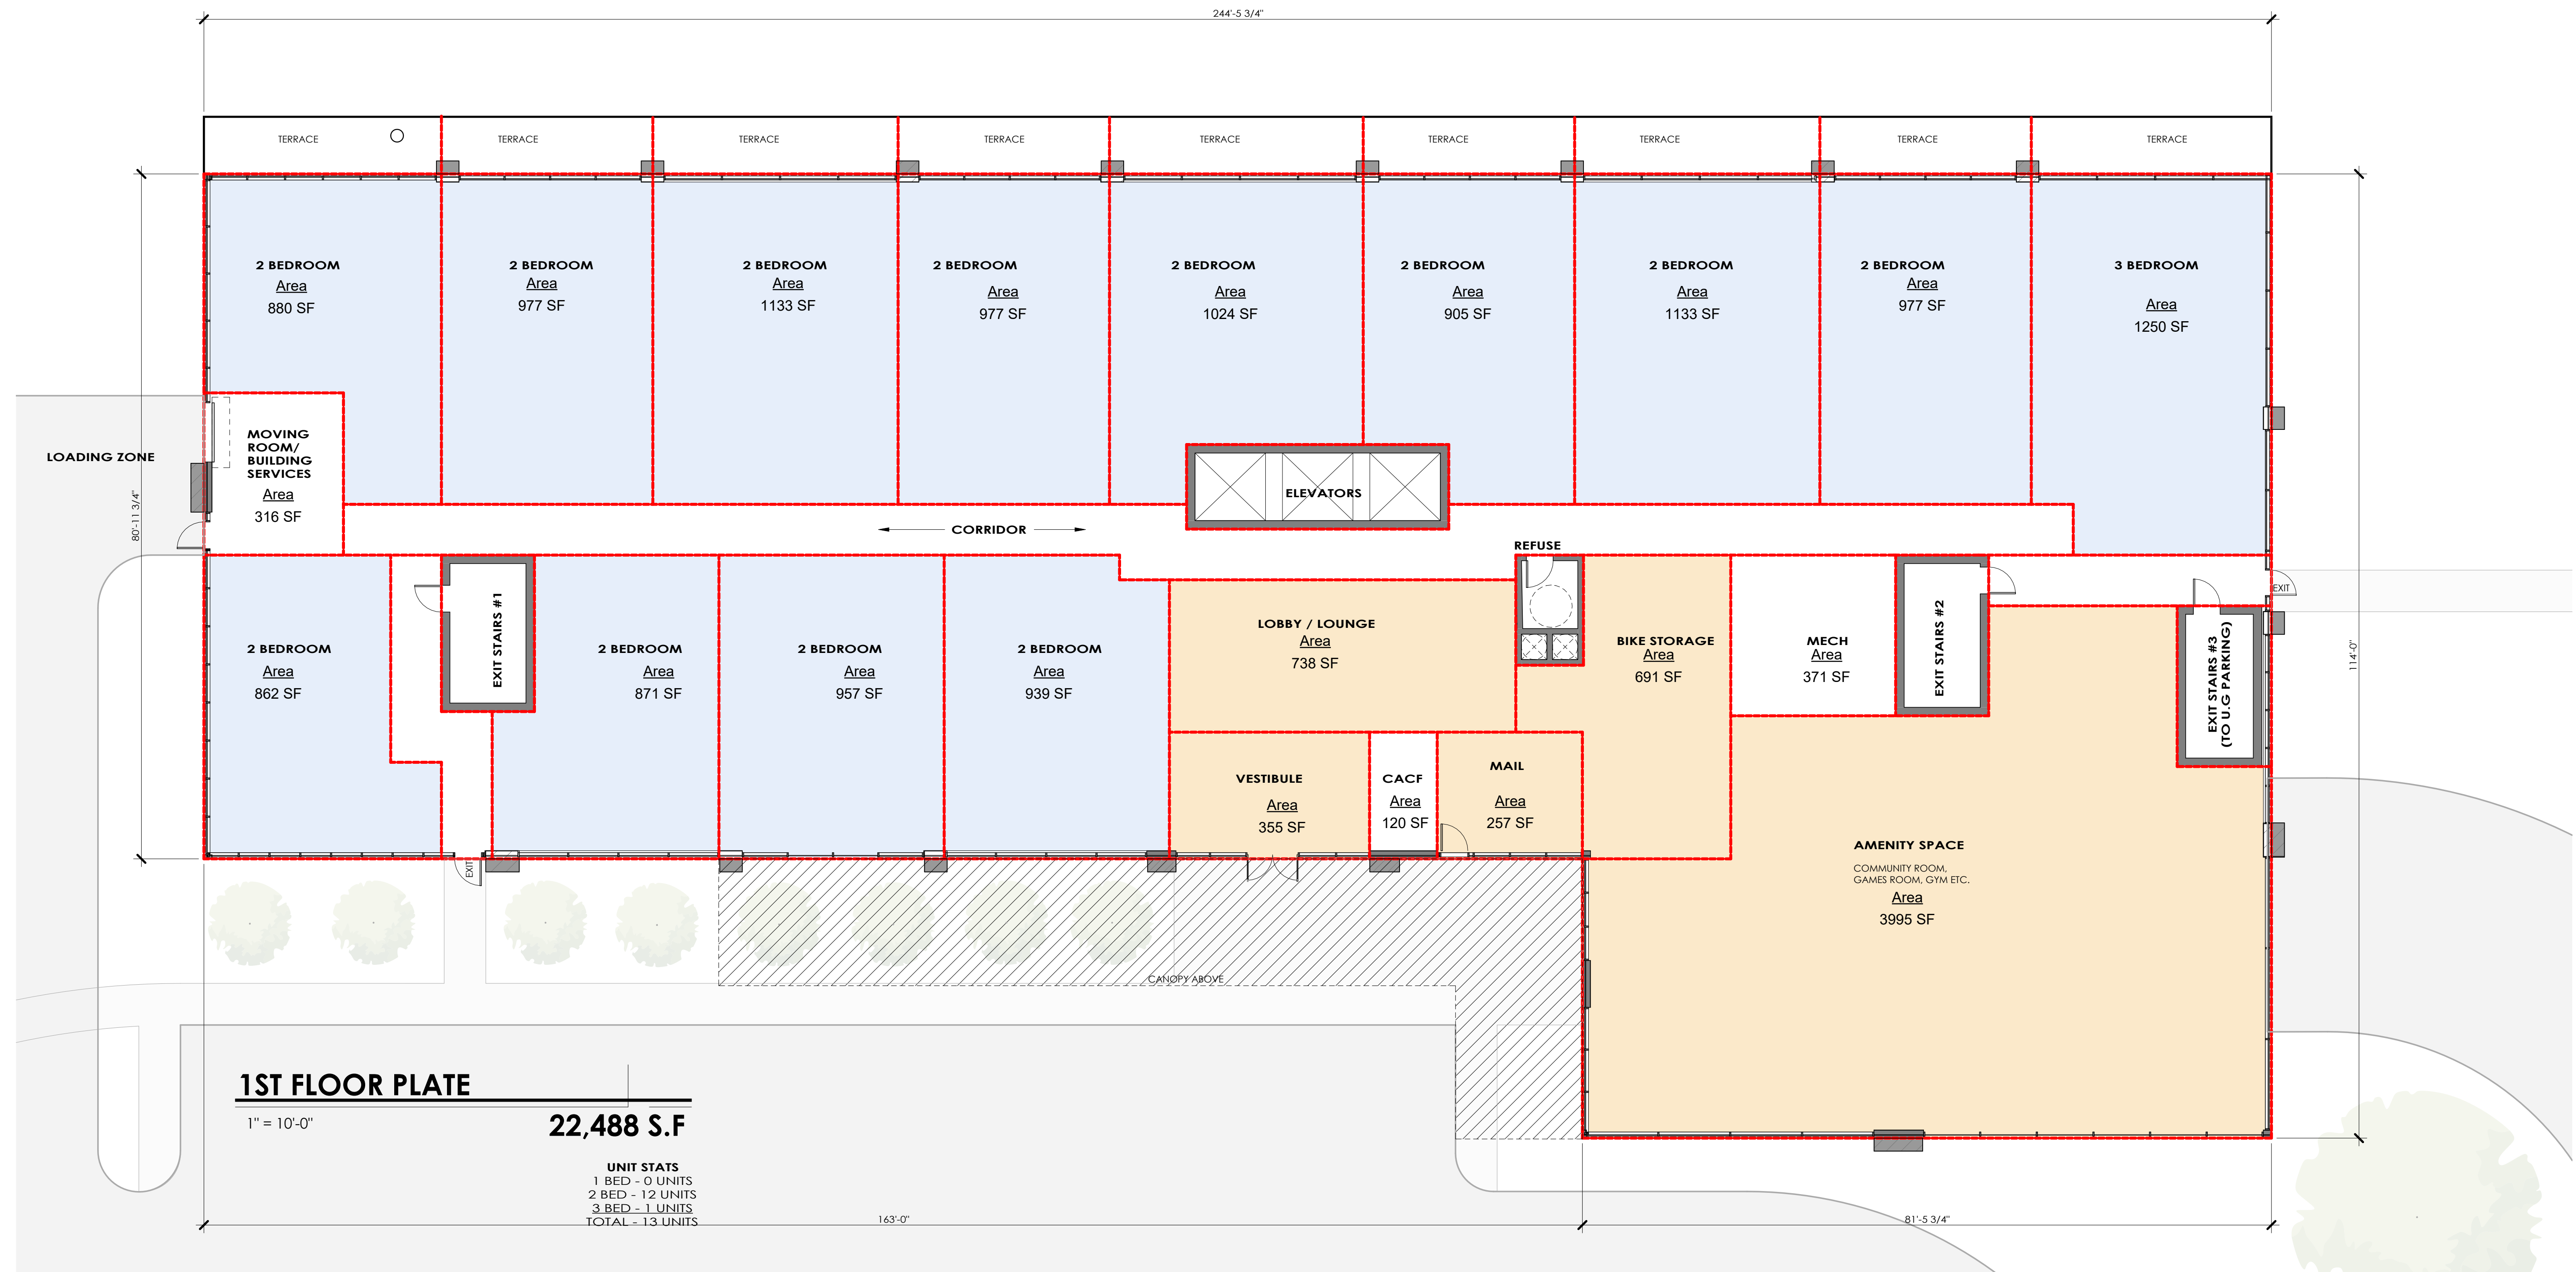 244'-5 3/4"
TERRACE
TERRACE
TERRACE
TERRACE
TERRACE
TERRACE
TERRACE
TERRACE
TERRACE
2 BEDROOM
Area
880 SF
2 BEDROOM
Area
977 SF
2 BEDROOM
Area
1133 SF
2 BEDROOM
Area
977 SF
2 BEDROOM
Area
1024 SF
2 BEDROOM
Area
905 SF
2 BEDROOM
Area
1133 SF
2 BEDROOM
Area
977 SF
3 BEDROOM
Area
1250 SF
LOADING ZONE
80'-11 3/4"
MOVING
ROOM/
BUILDING
SERVICES
Area
316 SF
CORRIDOR
ELEVATORS
REFUSE
EXIT
114'-0"
2 BEDROOM
Area
862 SF
EXIT STAIRS #1
2 BEDROOM
Area
871 SF
2 BEDROOM
Area
957 SF
2 BEDROOM
Area
939 SF
LOBBY / LOUNGE
Area
738 SF
BIKE STORAGE
Area
691 SF
MECH
Area
371 SF
EXIT STAIRS #2
EXIT STAIRS #3
(TO U.G PARKING)
VESTIBULE
Area
355 SF
CACF
Area
120 SF
MAIL
Area
257 SF
EXIT
AMENITY SPACE
COMMUNITY ROOM,
GAMES ROOM, GYM ETC.
Area
3995 SF
CANOPY ABOVE
1ST FLOOR PLATE
1" = 10'-0"
22,488 S.F
UNIT STATS
1 BED - 0 UNITS
2 BED - 12 UNITS
3 BED - 1 UNITS
TOTAL - 13 UNITS
163'-0"
81'-5 3/4"